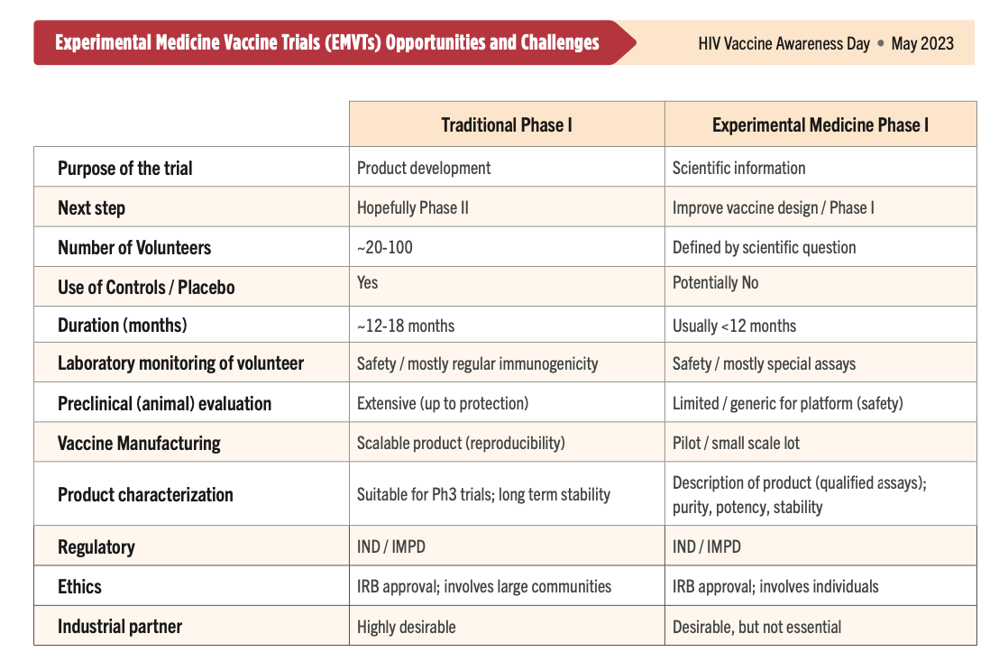 Experimental Medicine Vaccine Trials (EMVTs) Opportunities and Challenges
HIV Vaccine Awareness Day • May 2023
Traditional Phase I
Experimental Medicine Phase I
Purpose of the trial
Product development
Scientific information
Next step
Hopefully Phase II
Improve vaccine design / Phase I
Number of Volunteers
~20-100
Defined by scientific question
Use of Controls / Placebo
Yes
Potentially No
Duration (months)
~12-18 months
Usually <12 months
Laboratory monitoring of volunteer
Safety / mostly regular immunogenicity
Safety / mostly special assays
Preclinical (animal) evaluation
Extensive (up to protection)
Limited / generic for platform (safety)
Vaccine Manufacturing
Scalable product (reproducibility)
Pilot / small scale lot
Product characterization
Suitable for Ph3 trials; long term stability
Description of product (qualified assays);
purity, potency, stability
Regulatory
IND / IMPD
IND / IMPD
Ethics
IRB approval; involves large communities
IRB approval; involves individuals
Industrial partner
Highly desirable
Desirable, but not essential